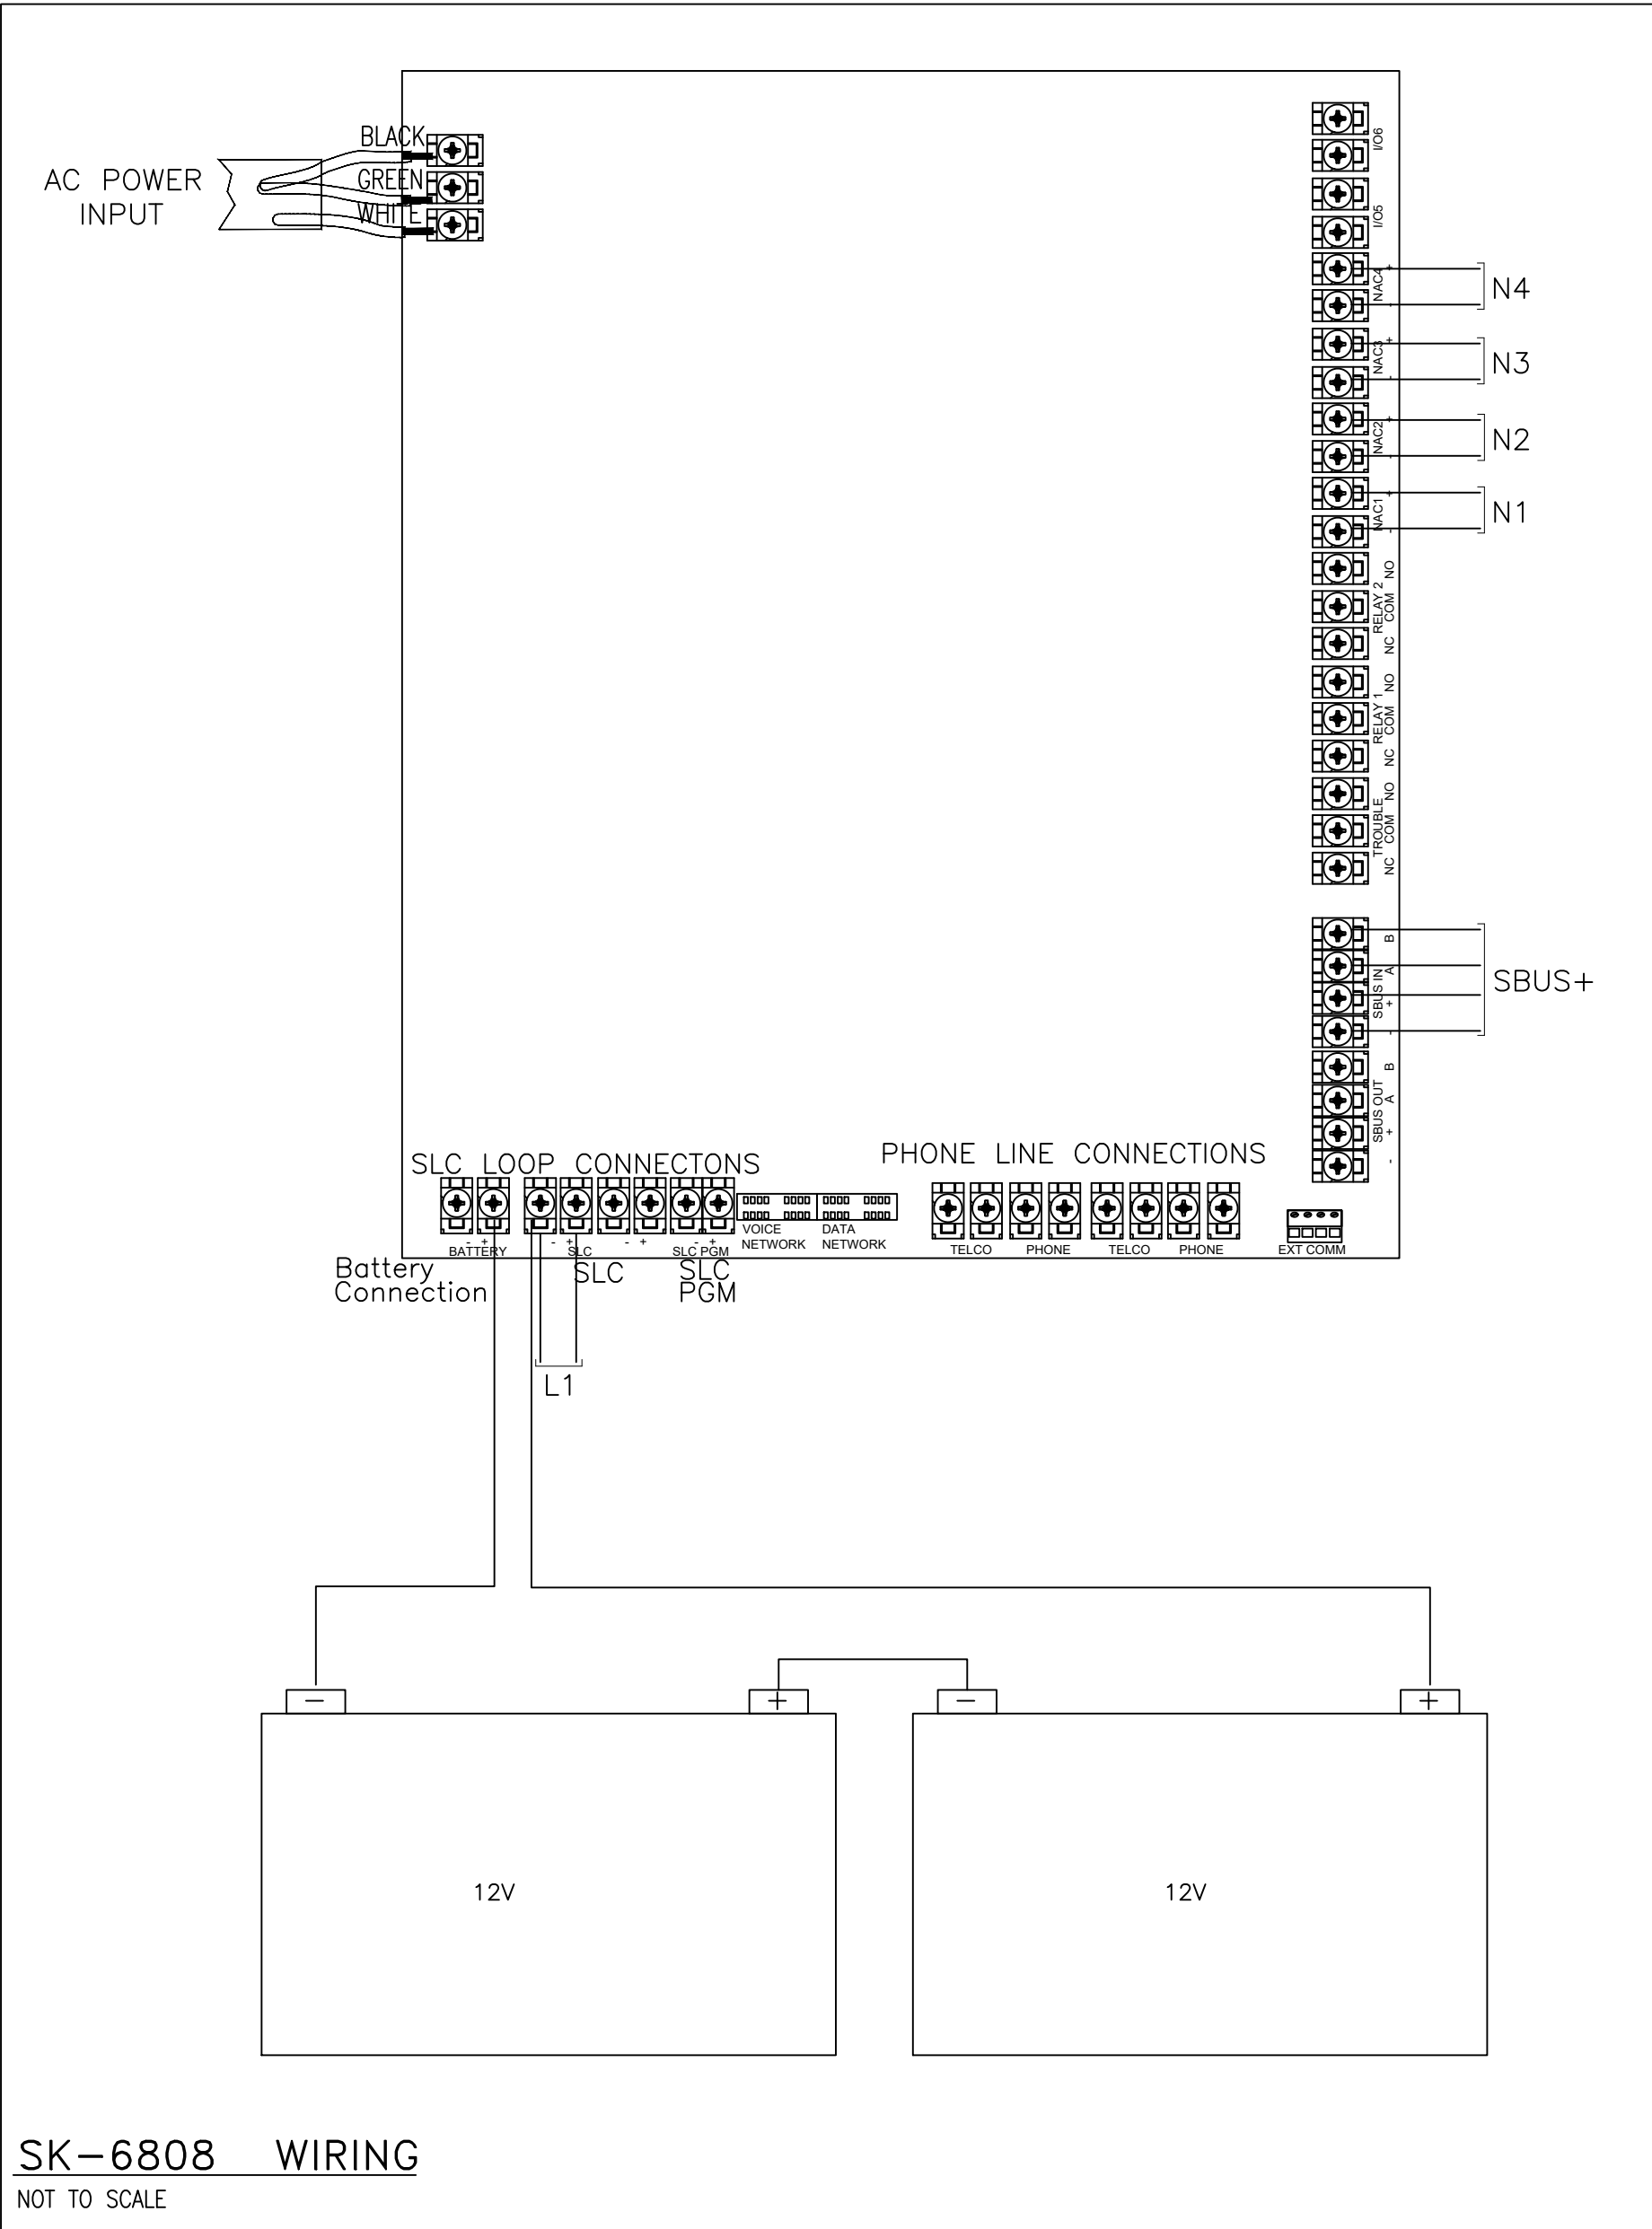 BLACK
AC POWER
INPUT
GREEN
WHITE
I/O6
I/O5
NAC4
+
-
N4
NAC3
+
-
N3
NAC2
+
-
N2
NAC1
+
-
N1
RELAY 2
NO
COM
NC
RELAY 1
NO
COM
NC
TROUBLE
NO
COM
NC
SBUS IN
B
A
+
-
SBUS+
SBUS OUT
B
A
+
-
SLC LOOP CONNECTONS
PHONE LINE CONNECTIONS
- + - + - + - +
BATTERY SLC SLC PGM
VOICE
NETWORK
DATA
NETWORK
TELCO PHONE TELCO PHONE EXT COMM
Battery
Connection
SLC
SLC
PGM
L1
- + - +
12V 12V
SK-6808 WIRING
NOT TO SCALE